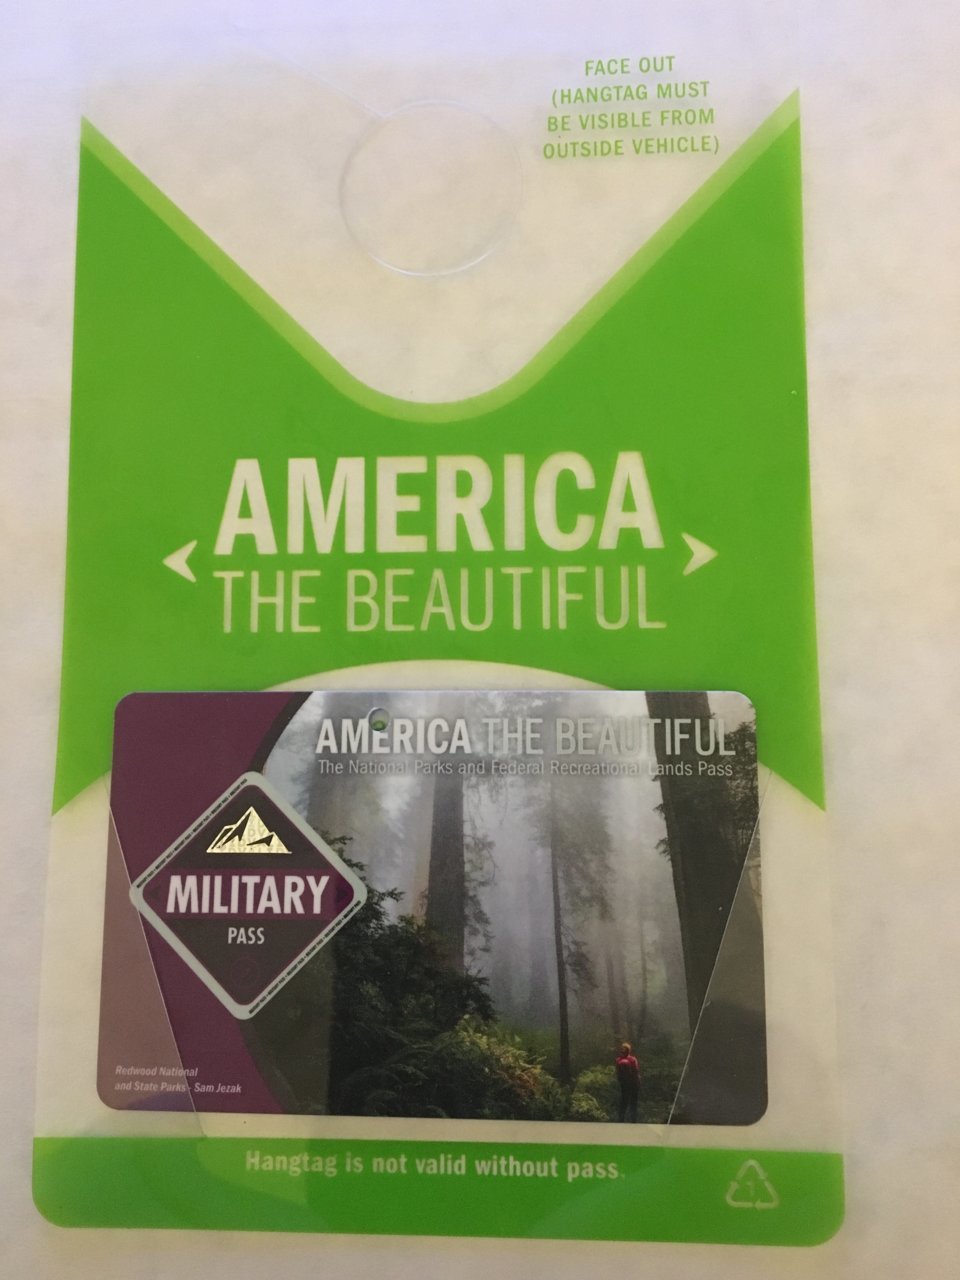 FACE OUT
(HANGTAG MUST
BE VISIBLE FROM
OUTSIDE VEHICLE)
AMERICA
THE BEAUTIFUL
AMERICA THE BEAUTIFUL
The National Parks and Federal Recreational Lands Pass
MILITARY
PASS
Redwood National
and State Parks - Sam Jezak
Hangtag is not valid without pass.
1